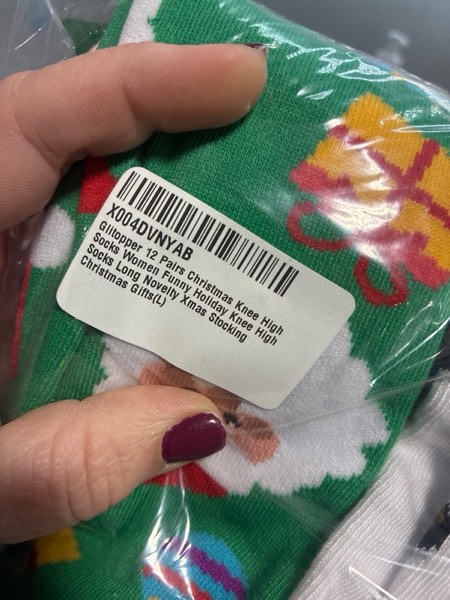 X004DVNYAB
Glitopper 12 Pairs Christmas Knee High
Socks Women Funny Holiday Knee High
Socks Long Novelty Xmas Stocking
Christmas Gifts(L)